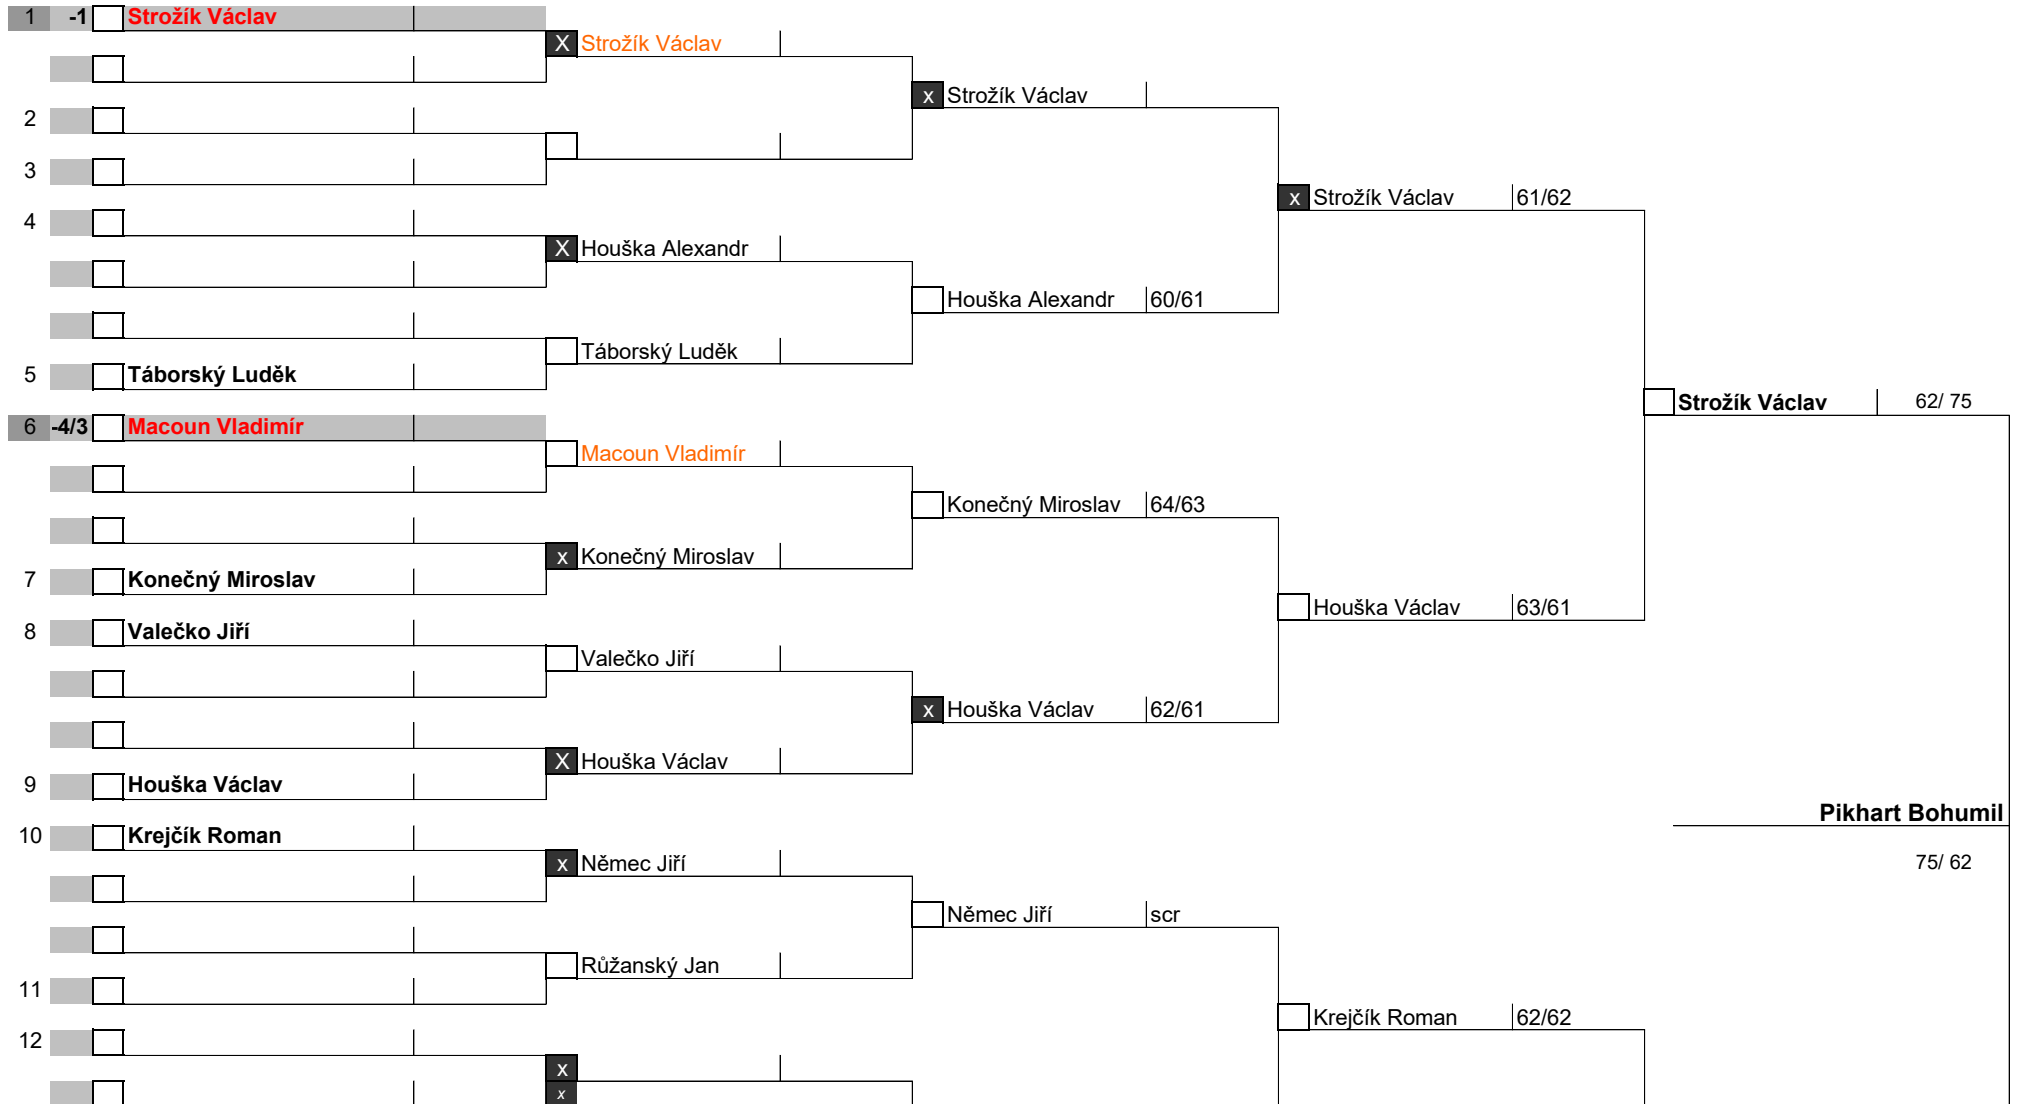 1 -1 Strožík Václav
X Strožík Václav
x Strožík Václav
2
3
x Strožík Václav 61/62
4
X Houška Alexandr
Houška Alexandr 60/61
Táborský Luděk
5 Táborský Luděk
Strožík Václav 62/ 75
6 -4/3 Macoun Vladimír
Macoun Vladimír
Konečný Miroslav 64/63
x Konečný Miroslav
7 Konečný Miroslav
Houška Václav 63/61
8 Valečko Jiří
Valečko Jiří
x Houška Václav 62/61
X Houška Václav
9 Houška Václav
Pikhart Bohumil
10 Krejčík Roman
x Němec Jiří
75/ 62
Němec Jiří scr
Růžanský Jan
11
Krejčík Roman 62/62
12
x
x